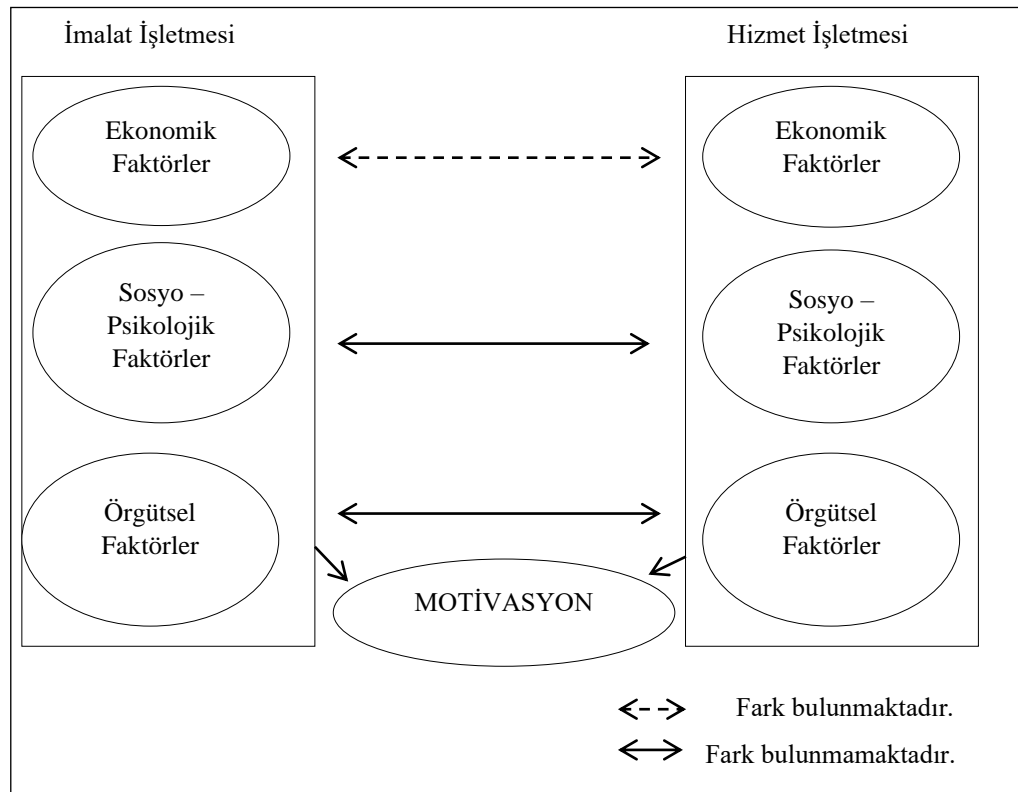 İmalat İşletmesi
Hizmet İşletmesi
Ekonomik
Faktörler
Ekonomik
Faktörler
Sosyo –
Psikolojik
Faktörler
Sosyo –
Psikolojik
Faktörler
Örgütsel
Faktörler
Örgütsel
Faktörler
MOTİVASYON
Fark bulunmaktadır.
Fark bulunmamaktadır.